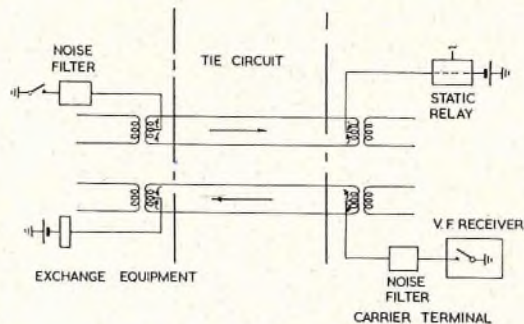 NOISE
FILTER
TIE CIRCUIT
STATIC
RELAY
V.F. RECEIVER
EXCHANGE EQUIPMENT
NOISE
FILTER
CARRIER TERMINAL